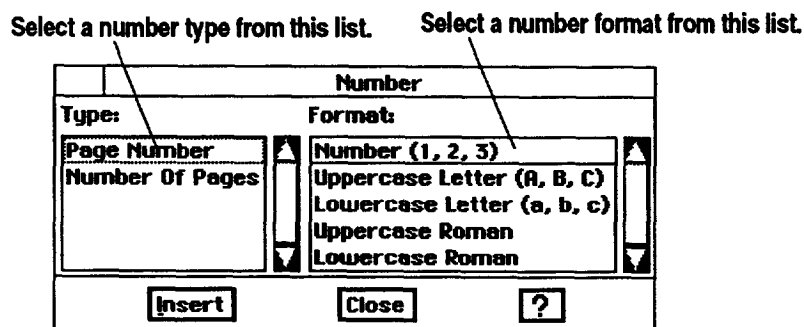 Select a number type from this list. Select a number format from this list.
Number
Type: Format:
Page Number Number (1, 2, 3)
Number Of Pages Uppercase Letter (A, B, C)
Lowercase Letter (a, b, c)
Uppercase Roman
Lowercase Roman
Insert Close ?